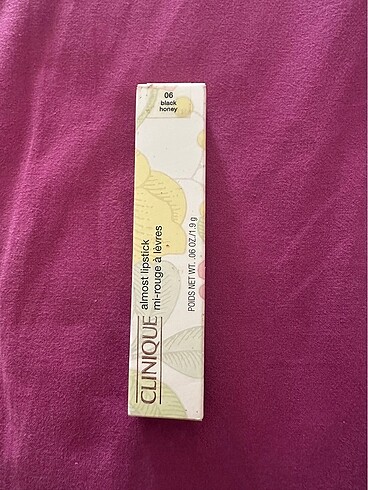 06
black
honey
almost lipstick
mi-rouge à lèvres
POIDS NET WT. .06 OZ./1.9 g
CLINIQUE